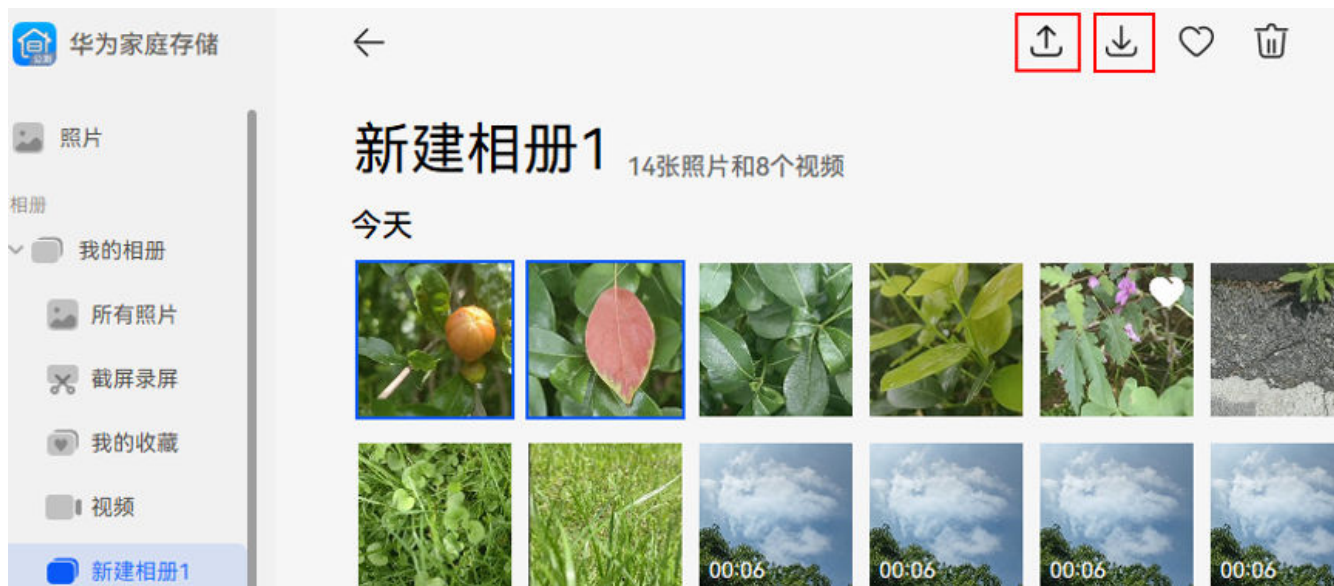 华为家庭存储
公测
照片
相册
我的相册
所有照片
截屏录屏
我的收藏
视频
新建相册1
新建相册1
14张照片和8个视频
今天
00:06
00:06
00:06
00:06